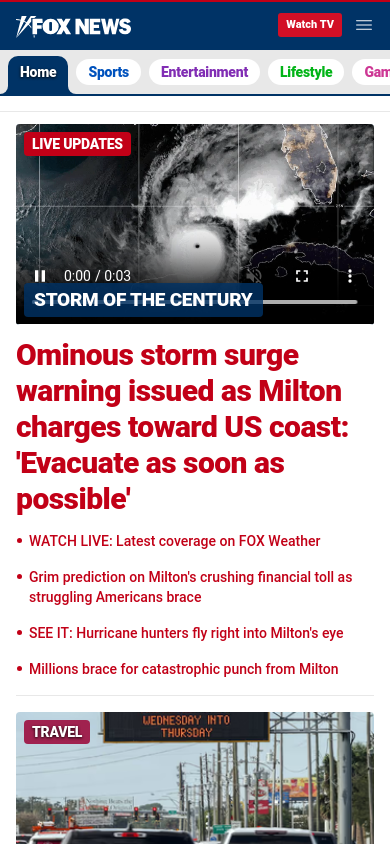 FOX NEWS
Watch TV
Home
Sports
Entertainment
Lifestyle
Gam
LIVE UPDATES
0:00 / 0:03
STORM OF THE CENTURY
Ominous storm surge
warning issued as Milton
charges toward US coast:
'Evacuate as soon as
possible'
• WATCH LIVE: Latest coverage on FOX Weather
• Grim prediction on Milton's crushing financial toll as
struggling Americans brace
• SEE IT: Hurricane hunters fly right into Milton's eye
• Millions brace for catastrophic punch from Milton
TRAVEL
WEDNESDAY INTO
THURSDAY